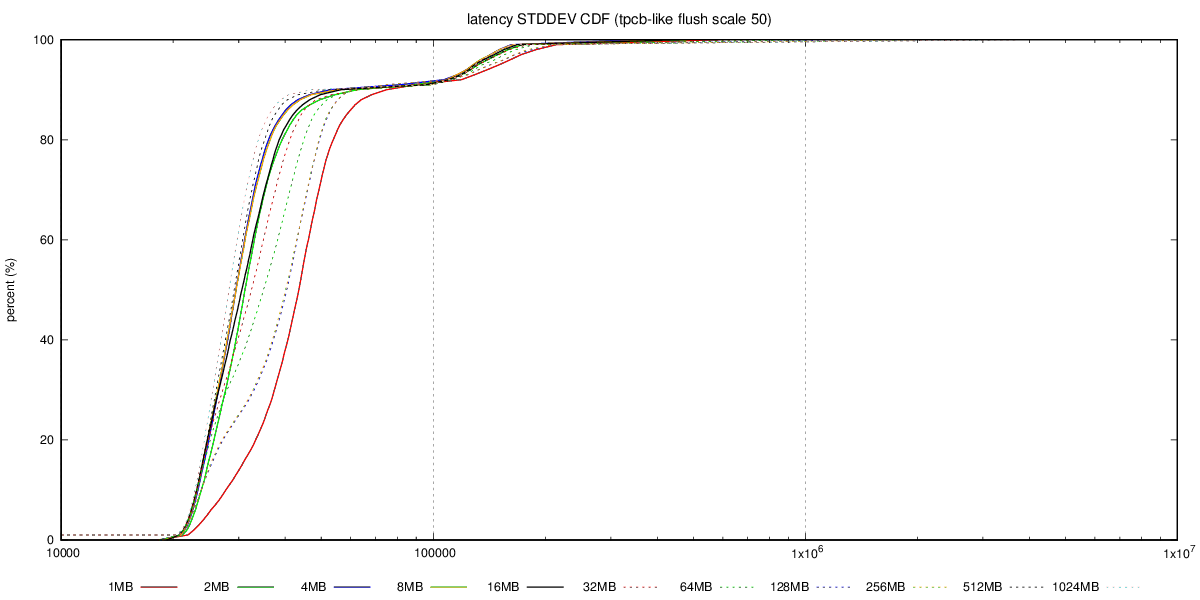 latency STDDEV CDF (tpcb-like flush scale 50)
100
80
60
40
20
0
percent (%)
10000 100000 1x10^6 1x10^7
1MB 2MB 4MB 8MB 16MB 32MB 64MB 128MB 256MB 512MB 1024MB